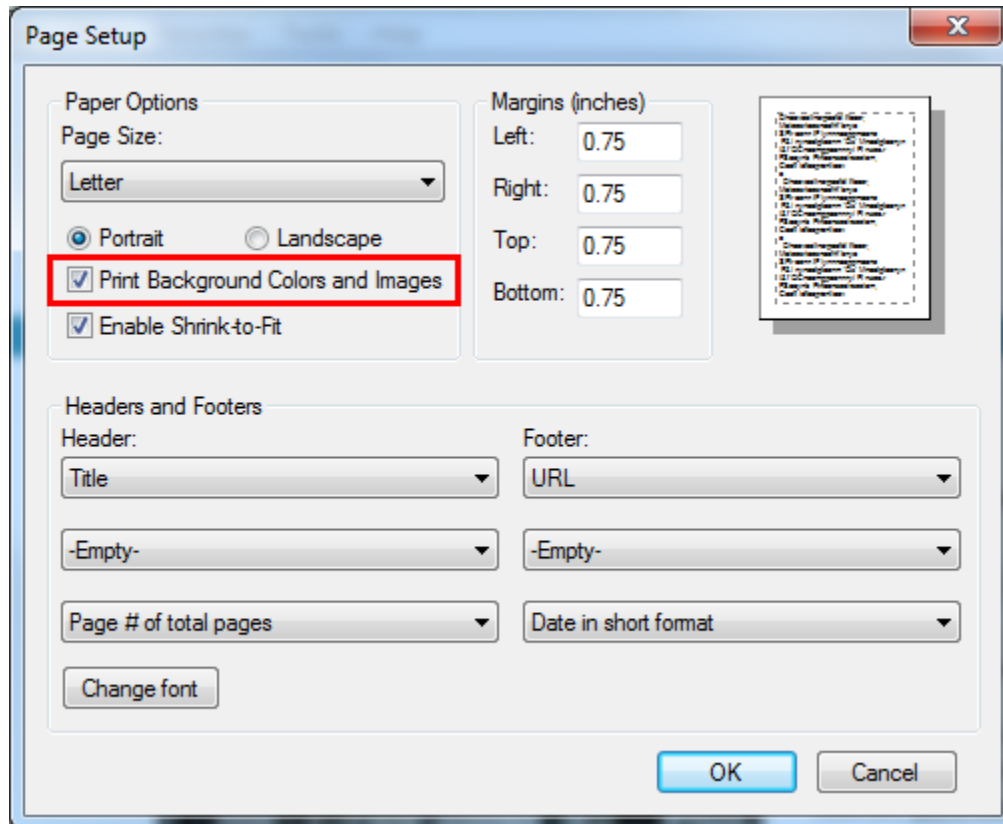 Page Setup
Paper Options
Page Size:
Letter
Portrait Landscape
Print Background Colors and Images
Enable Shrink-to-Fit
Margins (inches)
Left: 0.75
Right: 0.75
Top: 0.75
Bottom: 0.75
Headers and Footers
Header: Footer:
Title URL
-Empty- -Empty-
Page # of total pages Date in short format
Change font
OK Cancel